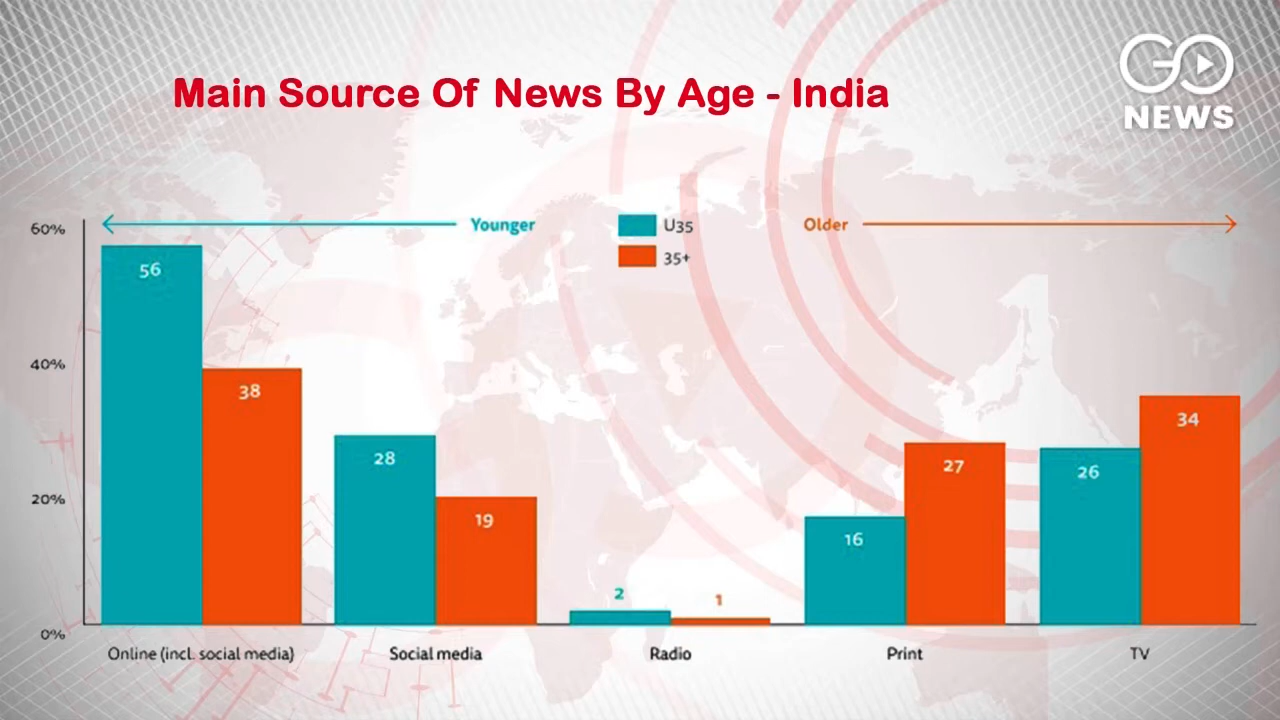 Main Source Of News By Age - India
GO
NEWS
Younger
U35
35+
Older
60%
40%
20%
0%
56
38
28
19
2
1
16
27
26
34
Online (incl. social media)
Social media
Radio
Print
TV